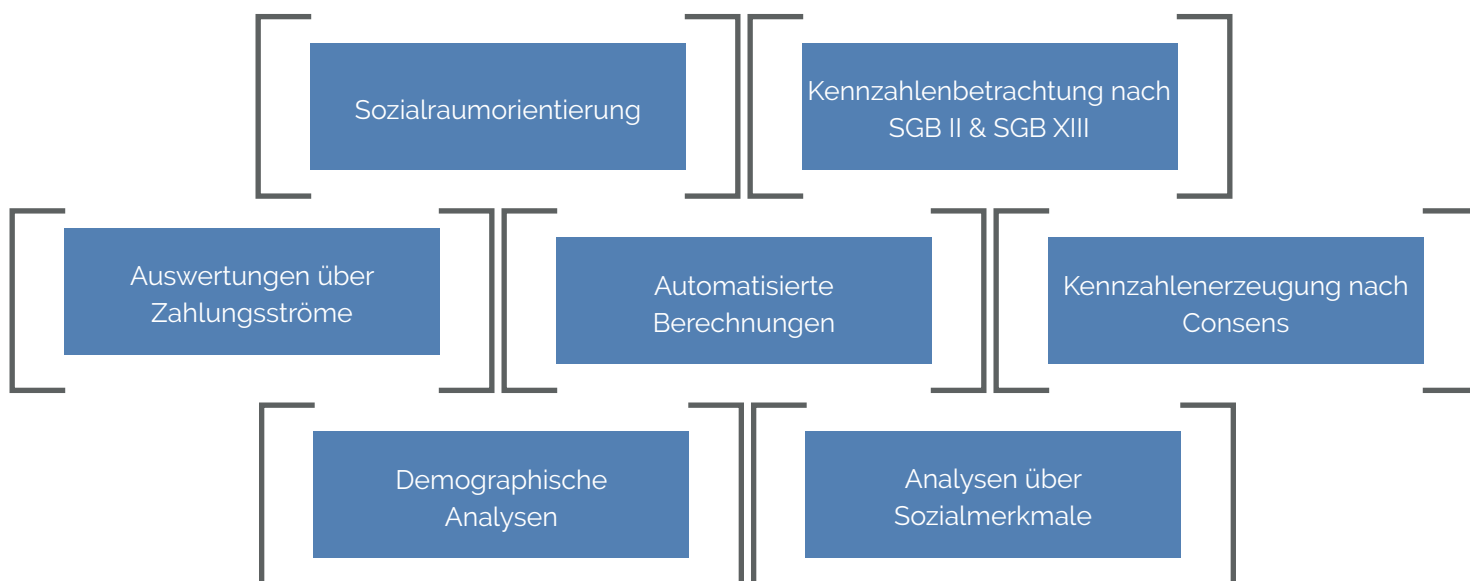 Sozialraumorientierung
Kennzahlenbetrachtung nach
SGB II & SGB XIII
Auswertungen über
Zahlungsströme
Automatisierte
Berechnungen
Kennzahlenerzeugung nach
Consens
Demographische
Analysen
Analysen über
Sozialmerkmale